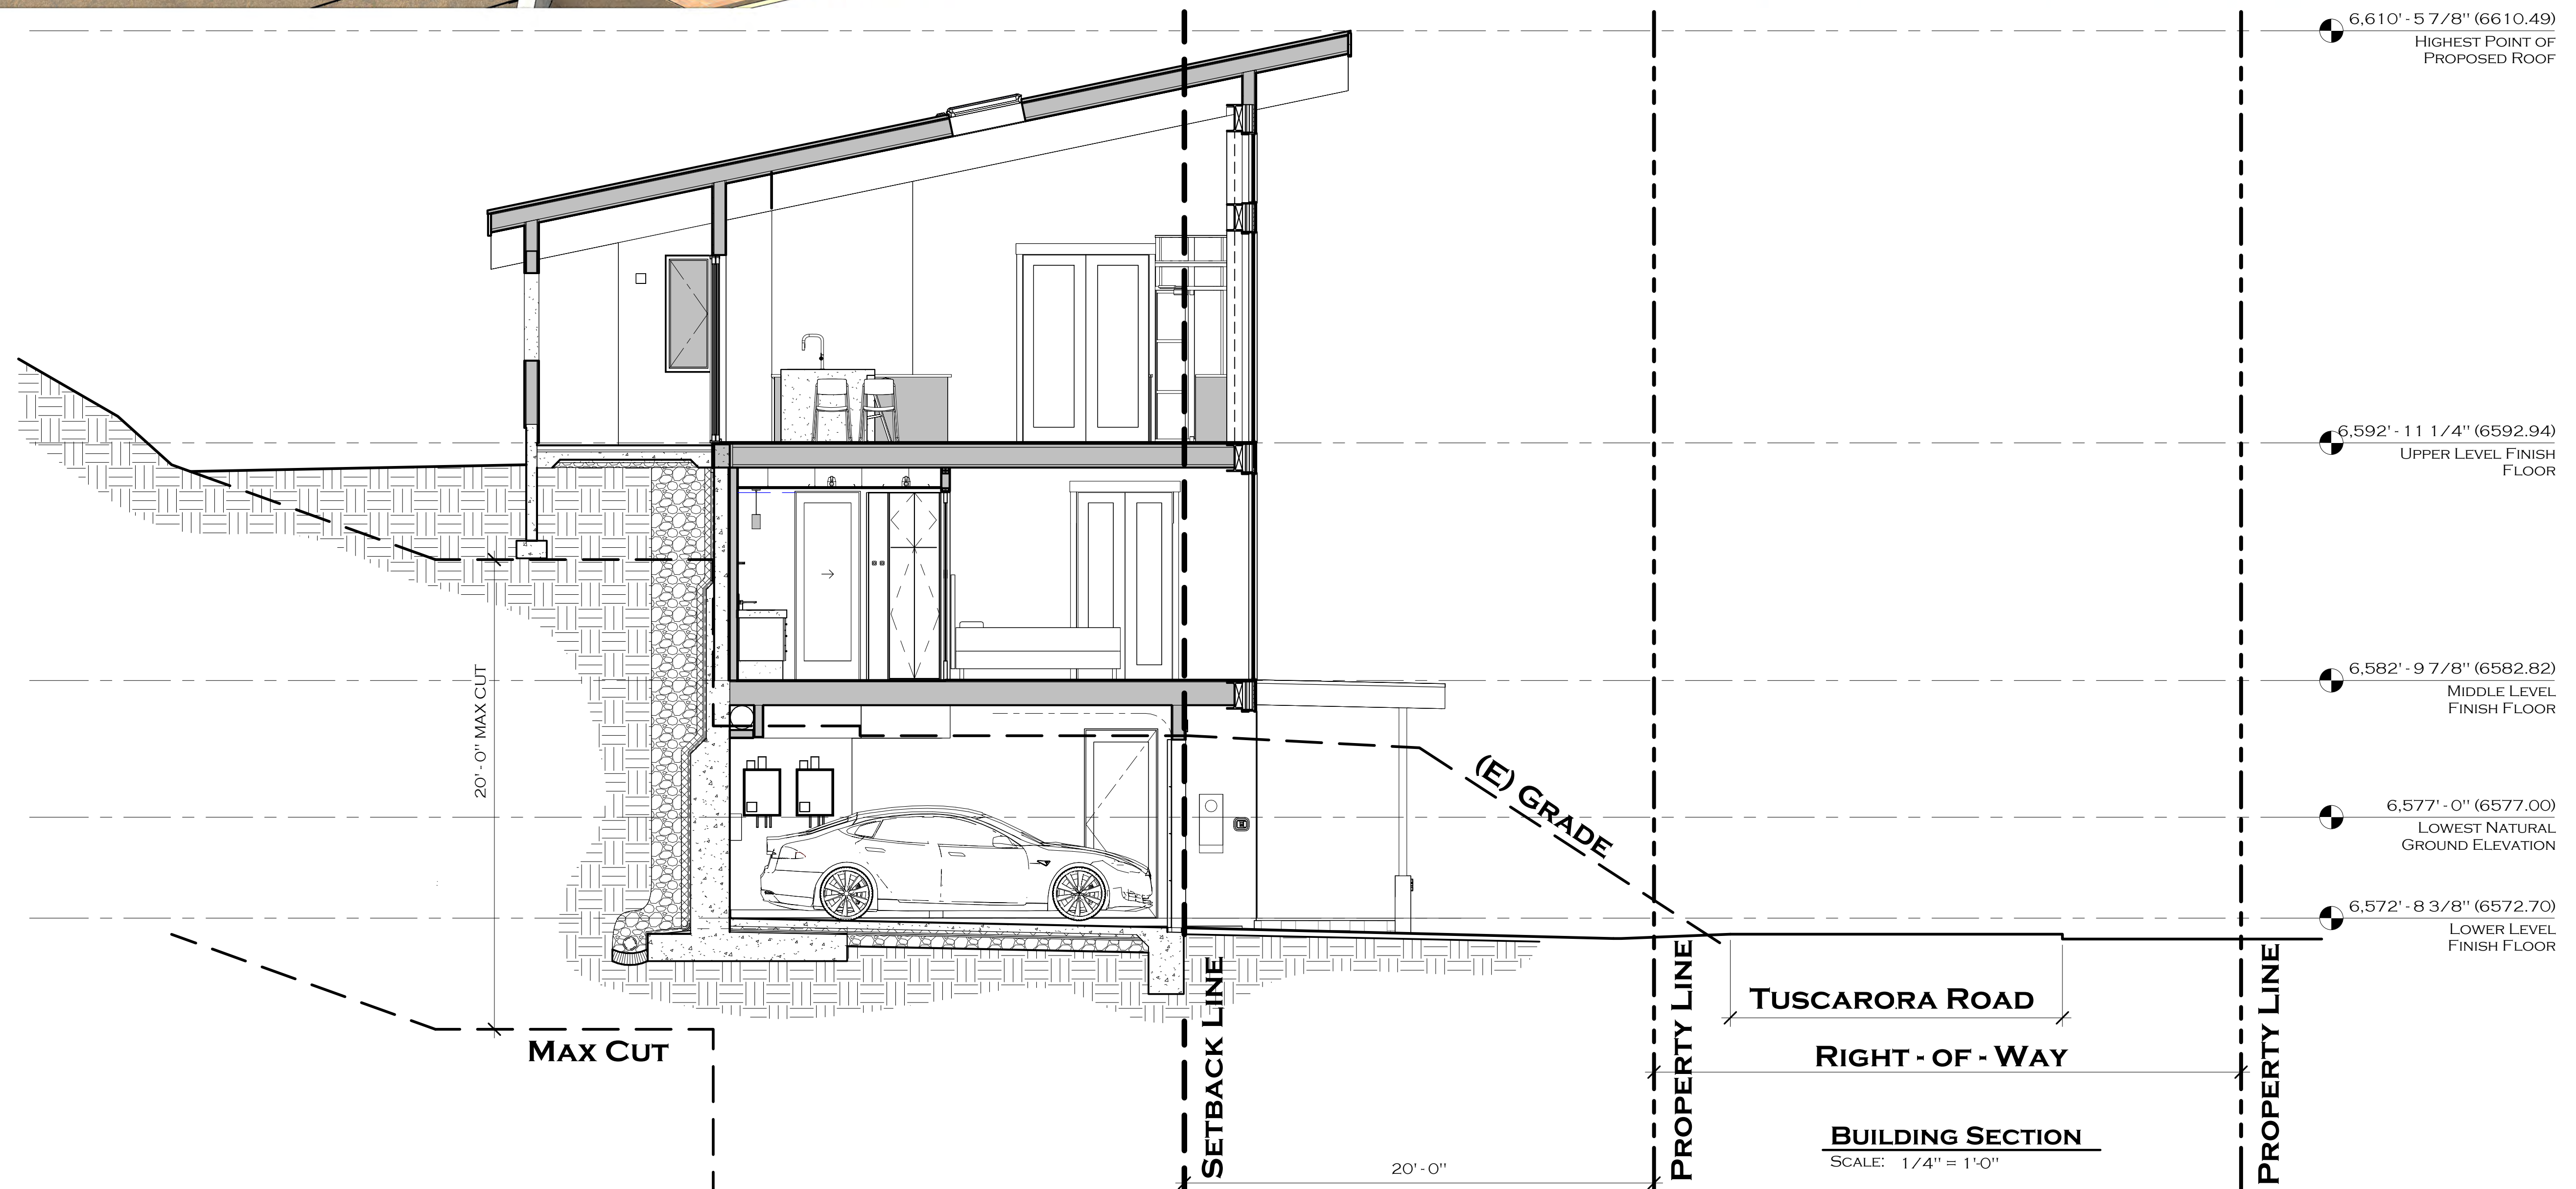 6,610' - 5 7/8" (6610.49)
Highest Point of
Proposed Roof
6,592' - 11 1/4" (6592.94)
Upper Level Finish
Floor
6,582' - 9 7/8" (6582.82)
Middle Level
Finish Floor
20' - 0" MAX CUT
(E) Grade
6,577' - 0" (6577.00)
Lowest Natural
Ground Elevation
6,572' - 8 3/8" (6572.70)
Lower Level
Finish Floor
Max Cut
Setback Line
Property Line
Tuscarora Road
Right - of - Way
Property Line
Building Section
Scale: 1/4" = 1'-0"
20' - 0"